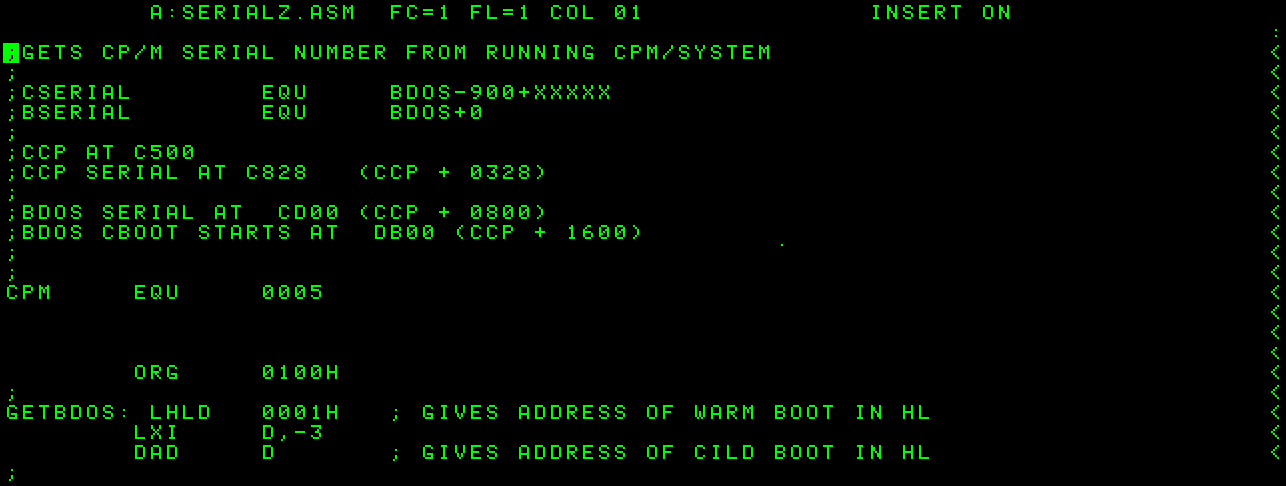 A:SERIALZ.ASM  FC=1 FL=1 COL 01                    INSERT ON
:
;GETS CP/M SERIAL NUMBER FROM RUNNING CPM/SYSTEM <
; <
;CSERIAL        EQU     BDOS-900+XXXXX <
;BSERIAL        EQU     BDOS+0 <
; <
;CCP AT C500 <
;CCP SERIAL AT C828   (CCP + 0328) <
; <
;BDOS SERIAL AT  CD00 (CCP + 0800) <
;BDOS CBOOT STARTS AT  DB00 (CCP + 1600) <
; <
; <
CPM     EQU     0005 <
<
<
<
        ORG     0100H <
; <
GETBDOS: LHLD   0001H   ; GIVES ADDRESS OF WARM BOOT IN HL <
        LXI     D,-3 <
        DAD     D       ; GIVES ADDRESS OF CILD BOOT IN HL <
;